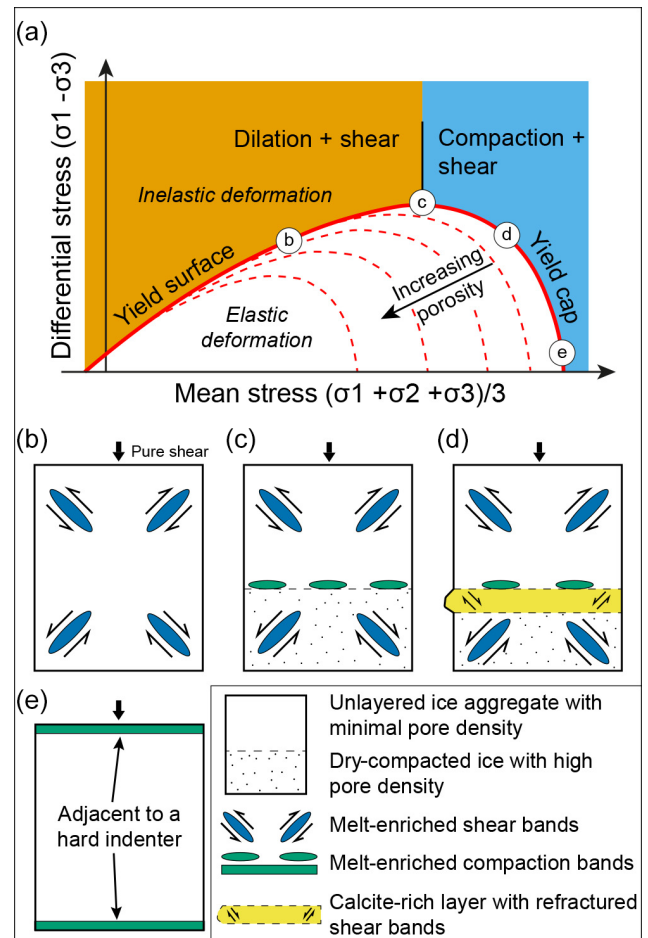 (a)
Differential stress (σ1 -σ3)
Dilation + shear
Compaction +
shear
Inelastic deformation
c
b
d
Yield surface
Yield cap
Increasing
porosity
Elastic
deformation
e
Mean stress (σ1 +σ2 +σ3)/3
(b)
Pure shear
(c)
(d)
(e)
Adjacent to a
hard indenter
Unlayered ice aggregate with
minimal pore density
Dry-compacted ice with high
pore density
Melt-enriched shear bands
Melt-enriched compaction bands
Calcite-rich layer with refractured
shear bands